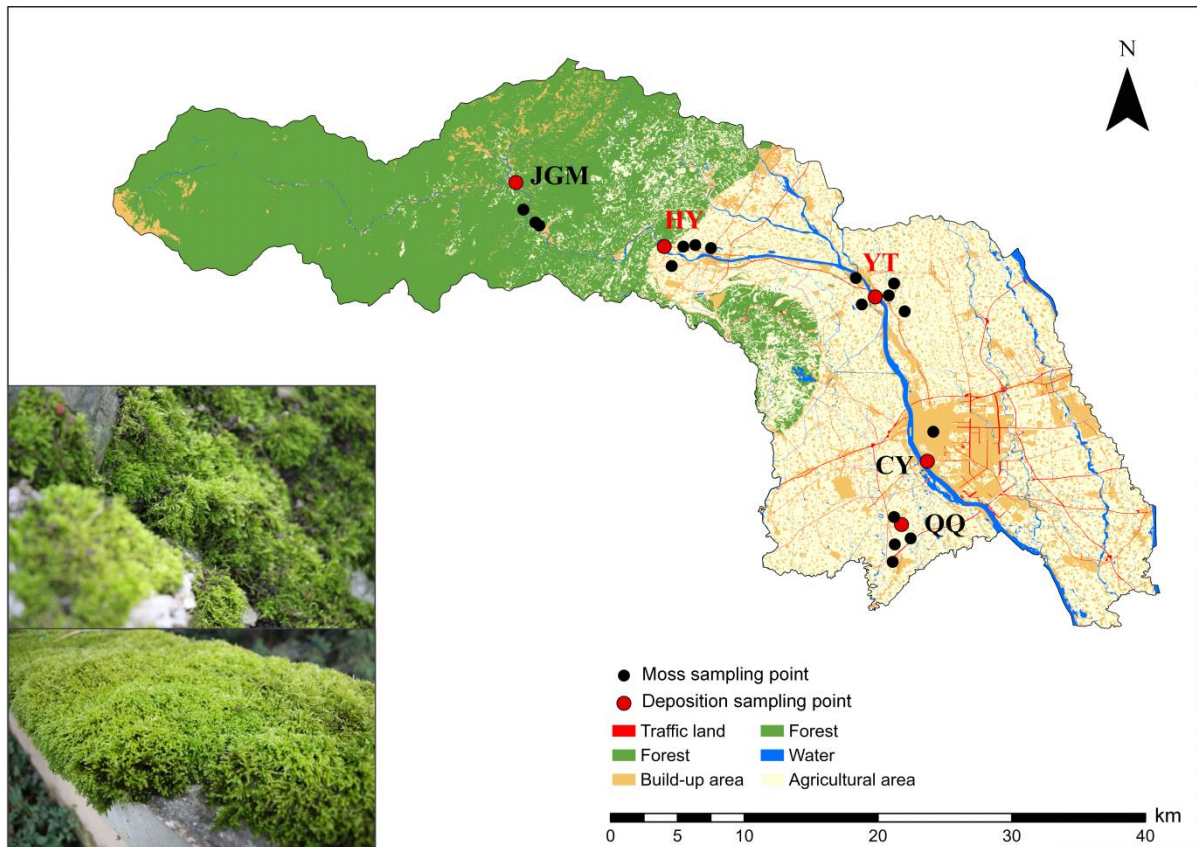 N
JGM
HY
YT
CY
QQ
Moss sampling point
Deposition sampling point
Traffic land Forest
Forest Water
Build-up area Agricultural area
km
0 5 10 20 30 40